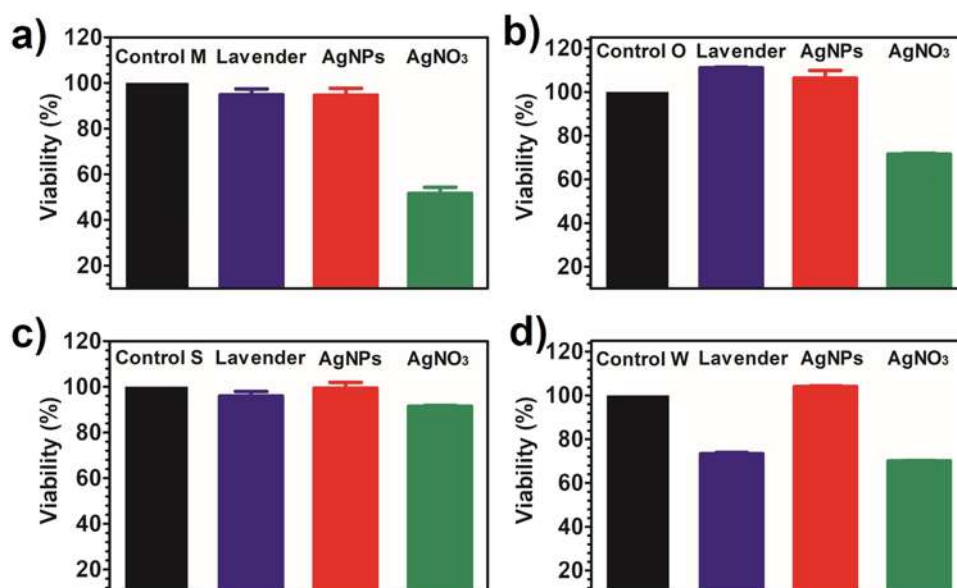 a)
120
100
80
60
40
20
Viability (%)
Control M Lavender AgNPs AgNO₃
b)
120
100
80
60
40
20
Viability (%)
Control O Lavender AgNPs AgNO₃
c)
120
100
80
60
40
20
Viability (%)
Control S Lavender AgNPs AgNO₃
d)
120
100
80
60
40
20
Viability (%)
Control W Lavender AgNPs AgNO₃